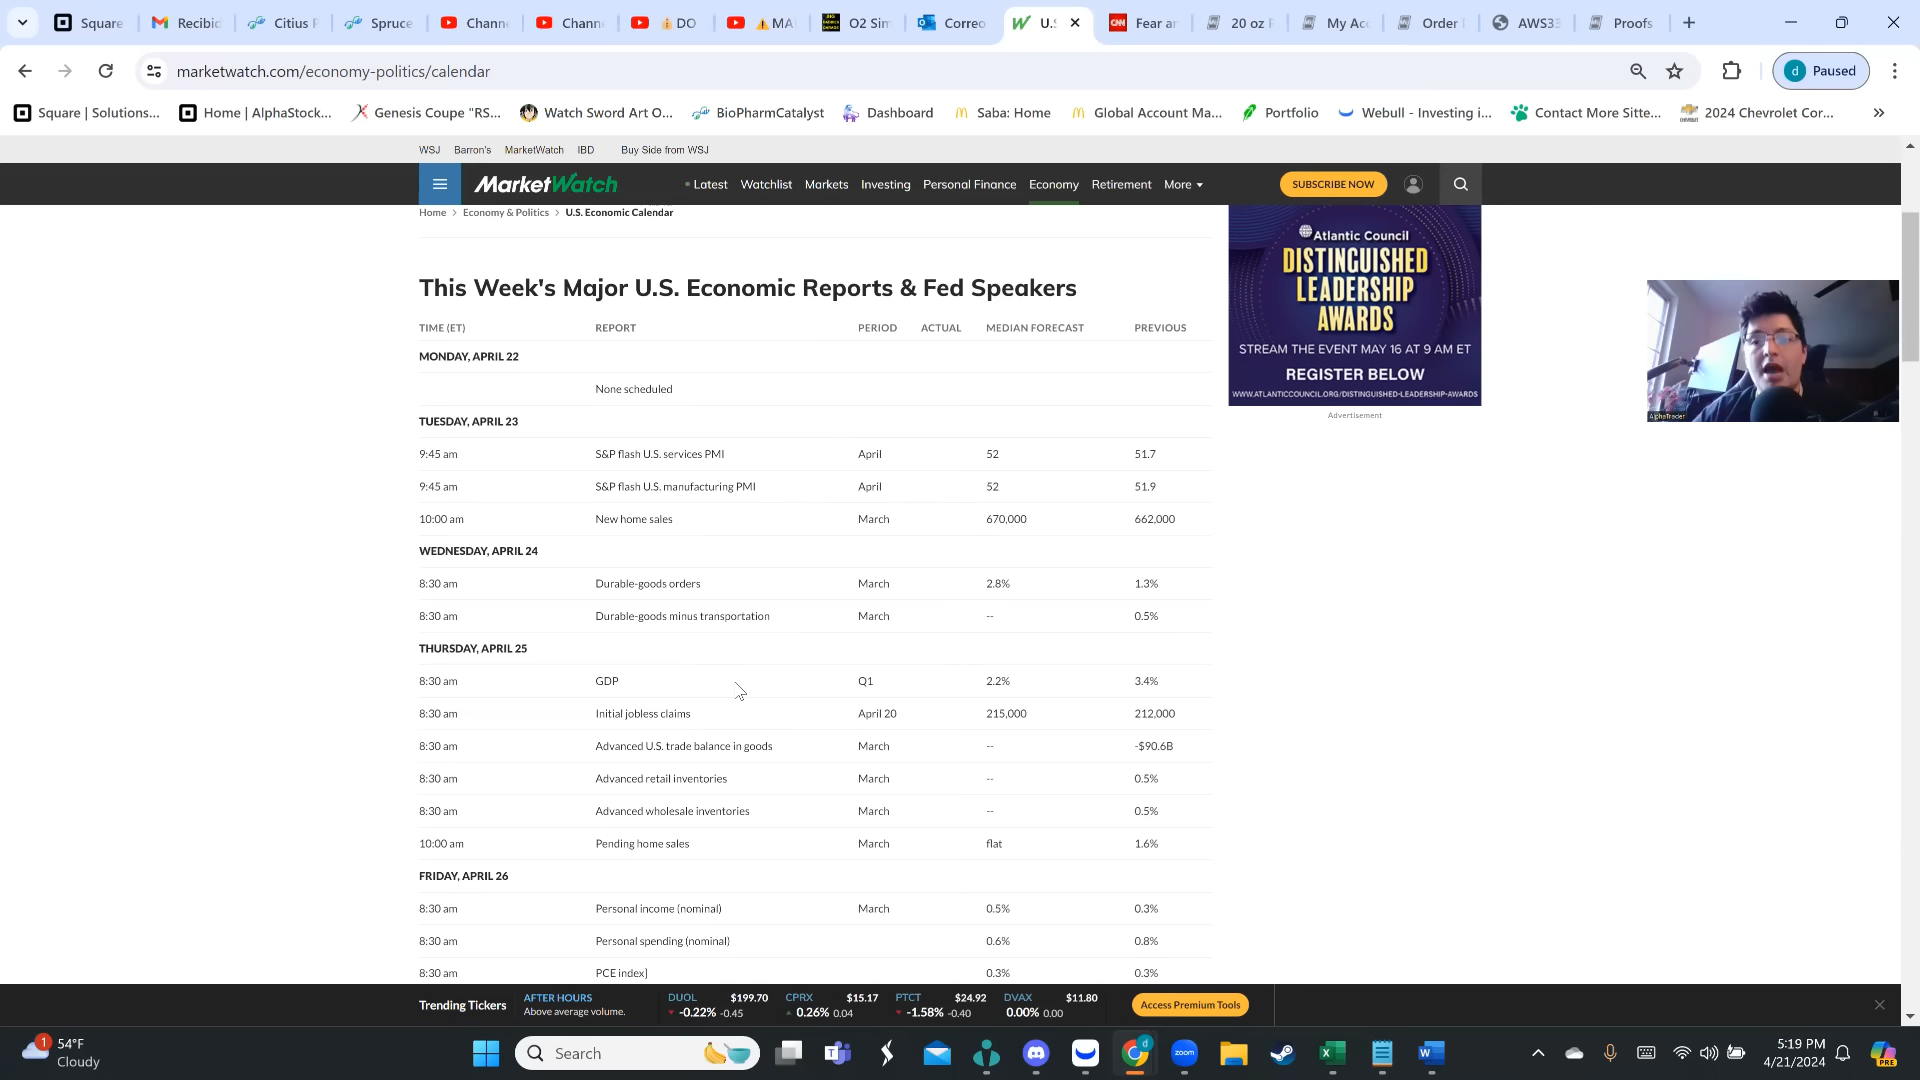 Square
Recibid
Citius P
Spruce
Chann
Chann
DO
MA
O2 Sim
Correo
U.S
Fear an
20 oz P
My Acc
Order
AWS33
Proofs
marketwatch.com/economy-politics/calendar
d Paused
Square | Solutions...
Home | AlphaStock...
Genesis Coupe "RS...
Watch Sword Art O...
BioPharmCatalyst
Dashboard
Saba: Home
Global Account Ma...
Portfolio
Webull - Investing i...
Contact More Sitte...
2024 Chevrolet Cor...
WSJ Barron's MarketWatch IBD Buy Side from WSJ
MarketWatch
Latest Watchlist Markets Investing Personal Finance Economy Retirement More
SUBSCRIBE NOW
Home > Economy & Politics > U.S. Economic Calendar
This Week's Major U.S. Economic Reports & Fed Speakers
TIME (ET) REPORT PERIOD ACTUAL MEDIAN FORECAST PREVIOUS
MONDAY, APRIL 22
None scheduled
TUESDAY, APRIL 23
9:45 am S&P flash U.S. services PMI April 52 51.7
9:45 am S&P flash U.S. manufacturing PMI April 52 51.9
10:00 am New home sales March 670,000 662,000
WEDNESDAY, APRIL 24
8:30 am Durable-goods orders March 2.8% 1.3%
8:30 am Durable-goods minus transportation March -- 0.5%
THURSDAY, APRIL 25
8:30 am GDP Q1 2.2% 3.4%
8:30 am Initial jobless claims April 20 215,000 212,000
8:30 am Advanced U.S. trade balance in goods March -- -$90.6B
8:30 am Advanced retail inventories March -- 0.5%
8:30 am Advanced wholesale inventories March -- 0.5%
10:00 am Pending home sales March flat 1.6%
FRIDAY, APRIL 26
8:30 am Personal income (nominal) March 0.5% 0.3%
8:30 am Personal spending (nominal) 0.6% 0.8%
8:30 am PCE index] 0.3% 0.3%
Atlantic Council
DISTINGUISHED
LEADERSHIP
AWARDS
STREAM THE EVENT MAY 16 AT 9 AM ET
REGISTER BELOW
WWW.ATLANTICCOUNCIL.ORG/DISTINGUISHED-LEADERSHIP-AWARDS
Advertisement
AlphaTrader
Trending Tickers
AFTER HOURS
Above average volume.
DUOL $199.70
-0.22% -0.45
CPRX $15.17
0.26% 0.04
PTCT $24.92
-1.58% -0.40
DVAX $11.80
0.00% 0.00
Access Premium Tools
1
54°F
Cloudy
Search
zoom
5:19 PM
4/21/2024
PRE